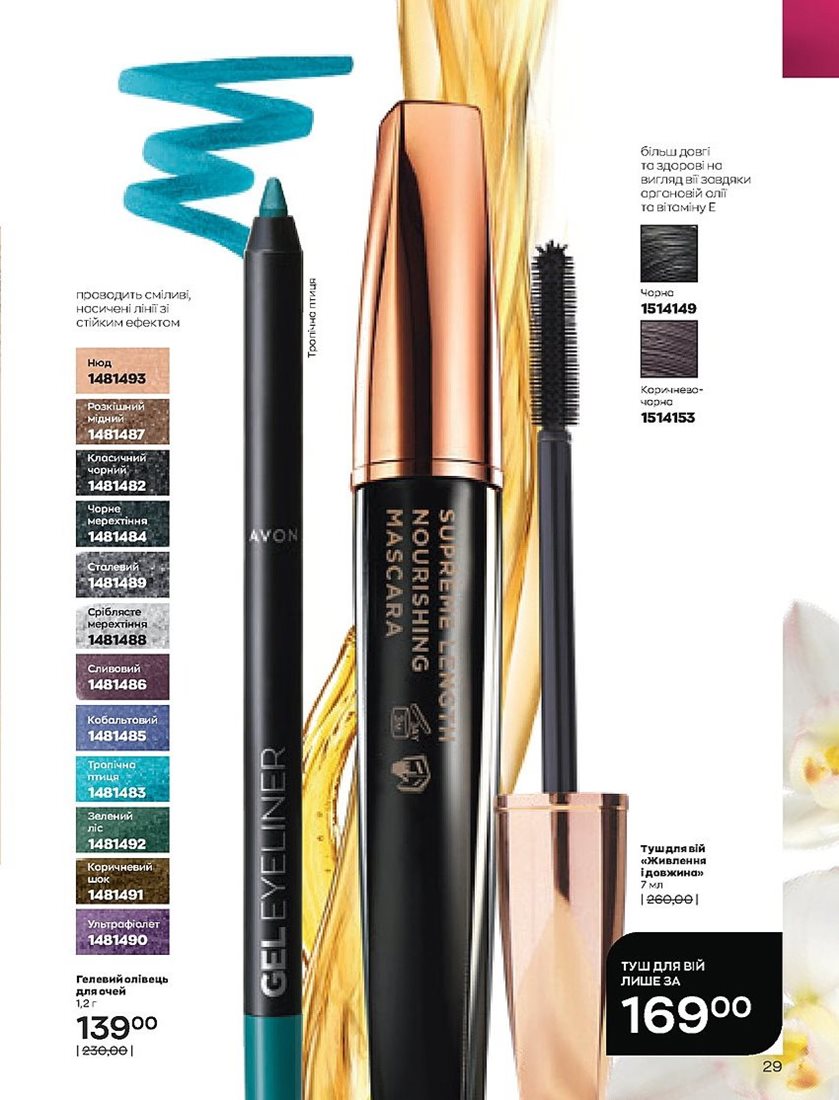 більш довгі
та здорові на
вигляд вії завдяки
аргановій олії
та вітаміну Е
Чорна
1514149
Коричнево-
чорна
1514153
проводить сміливі,
насичені лінії зі
стійким ефектом
Тропічна птиця
Нюд
1481493
Розкішний
мідний
1481487
Класичний
чорний
1481482
Чорне
мерехтіння
1481484
Сталевий
1481489
Сріблясте
мерехтіння
1481488
Сливовий
1481486
Кобальтовий
1481485
Тропічна
птиця
1481483
Зелений
ліс
1481492
Коричневий
шок
1481491
Ультрафіолет
1481490
Гелевий олівець
для очей
1,2 г
139⁰⁰
| 230,00 |
AVON
GEL EYELINER
SUPREME LENGTH
NOURISHING
MASCARA
Туш для вій
«Живлення
і довжина»
7 мл
| 260,00 |
ТУШ ДЛЯ ВІЙ
ЛИШЕ ЗА
169⁰⁰
29